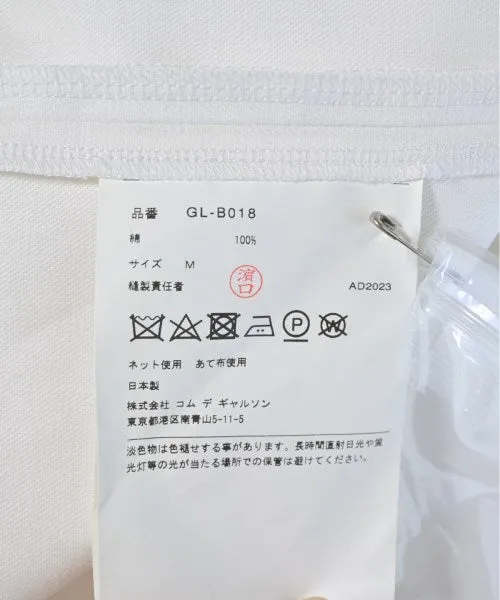 品番 GL-B018
綿 100%
サイズ M
縫製責任者 濱口 AD2023
P W
ネット使用 あて布使用
日本製
株式会社 コム デ ギャルソン
東京都港区南青山5-11-5
淡色物は色褪せする事があります。長時間直射日光や蛍
光灯等の光が当たる場所での保管は避けてください。